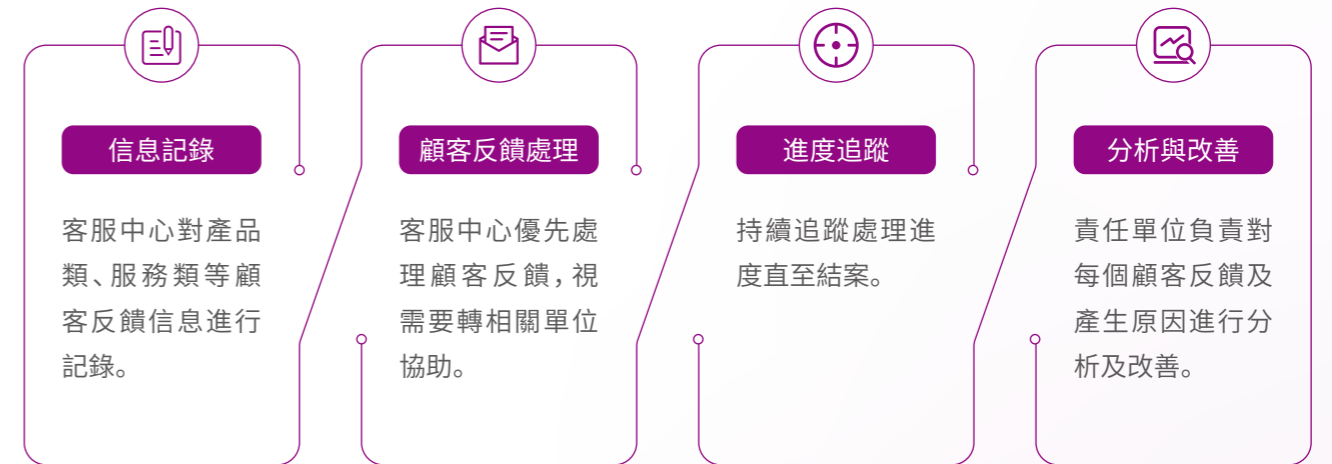 信息記錄
客服中心對產品
類、服務類等顧
客反饋信息進行
記錄。
顧客反饋處理
客服中心優先處
理顧客反饋，視
需要轉相關單位
協助。
進度追蹤
持續追蹤處理進
度直至結案。
分析與改善
責任單位負責對
每個顧客反饋及
產生原因進行分
析及改善。